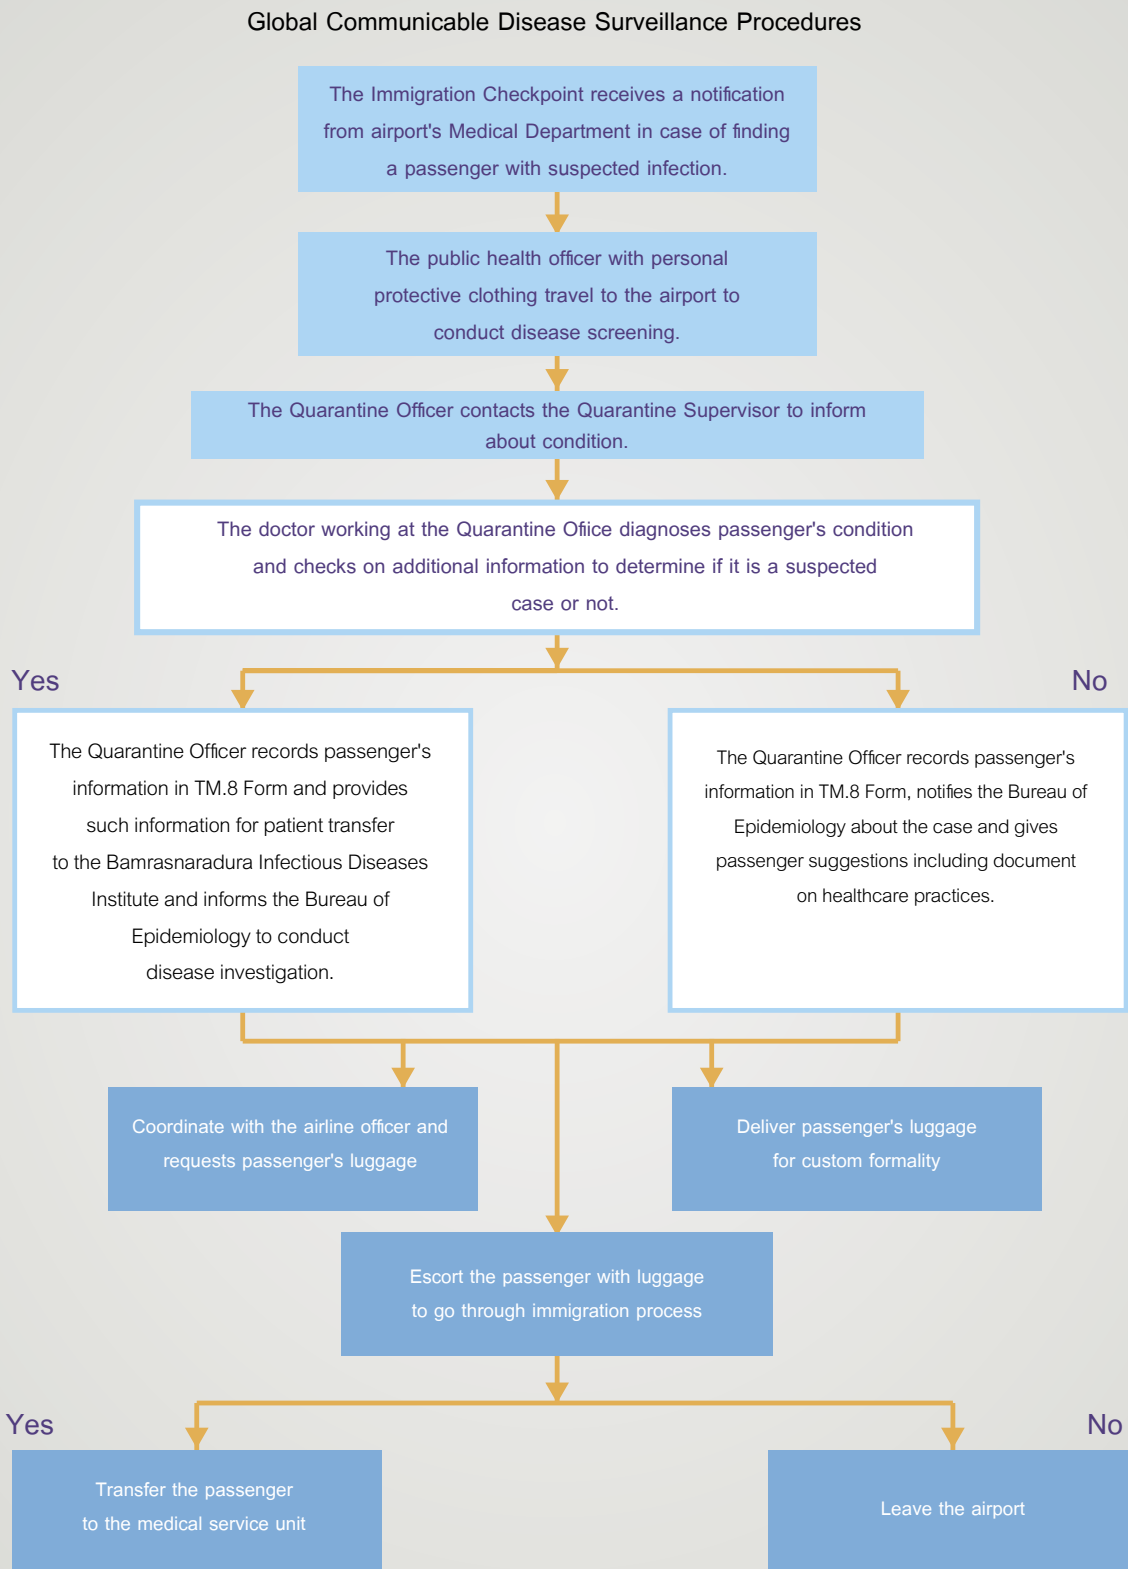 Global Communicable Disease Surveillance Procedures
The Immigration Checkpoint receives a notification
from airport's Medical Department in case of finding
a passenger with suspected infection.
The public health officer with personal
protective clothing travel to the airport to
conduct disease screening.
The Quarantine Officer contacts the Quarantine Supervisor to inform
about condition.
The doctor working at the Quarantine Ofiice diagnoses passenger's condition
and checks on additional information to determine if it is a suspected
case or not.
Yes
No
The Quarantine Officer records passenger's
information in TM.8 Form and provides
such information for patient transfer
to the Bamrasnaradura Infectious Diseases
Institute and informs the Bureau of
Epidemiology to conduct
disease investigation.
The Quarantine Officer records passenger's
information in TM.8 Form, notifies the Bureau of
Epidemiology about the case and gives
passenger suggestions including document
on healthcare practices.
Coordinate with the airline officer and
requests passenger's luggage
Deliver passenger's luggage
for custom formality
Escort the passenger with luggage
to go through immigration process
Yes
No
Transfer the passenger
to the medical service unit
Leave the airport